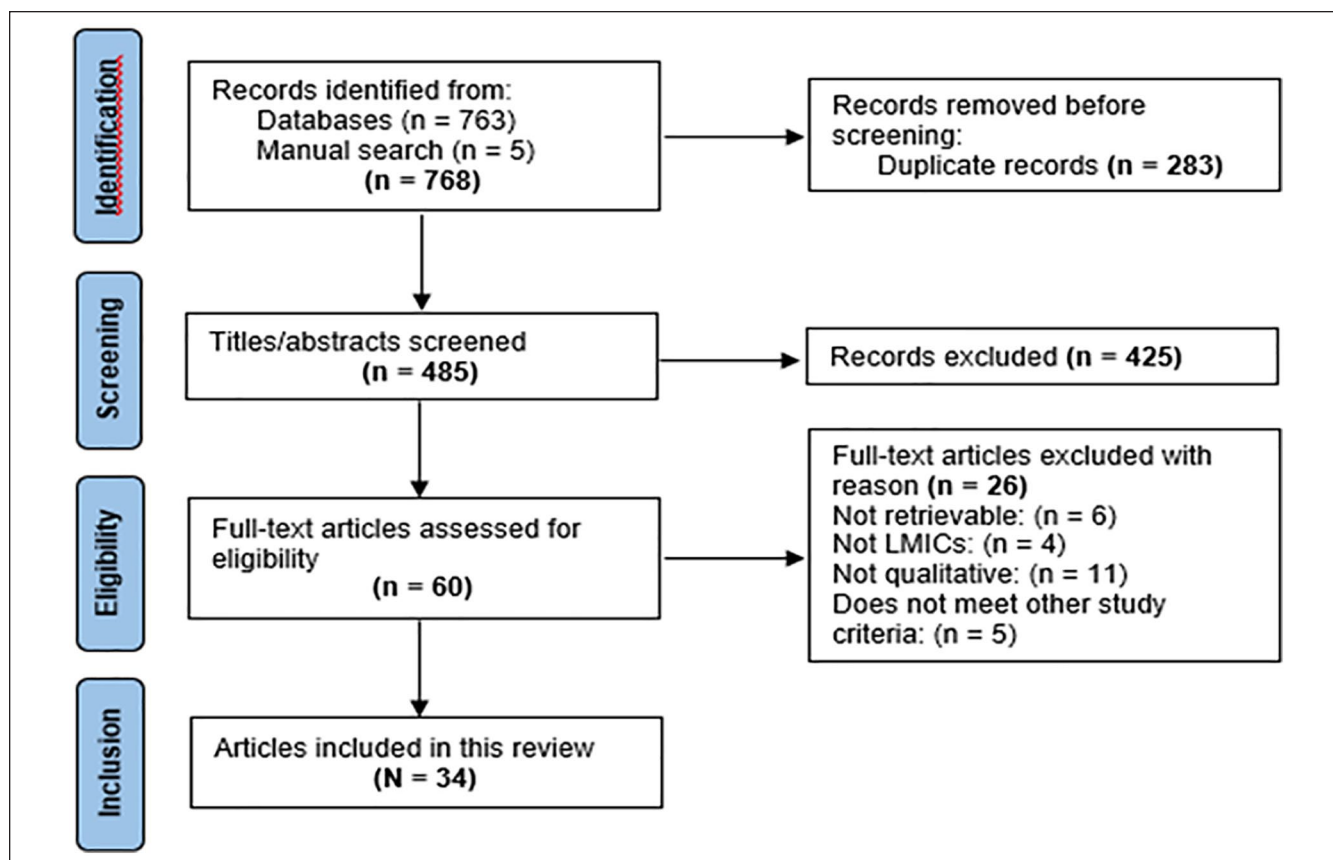 Identification
Records identified from:
Databases (n = 763)
Manual search (n = 5)
(n = 768)
Records removed before
screening:
Duplicate records (n = 283)
Screening
Titles/abstracts screened
(n = 485)
Records excluded (n = 425)
Eligibility
Full-text articles assessed for
eligibility
(n = 60)
Full-text articles excluded with
reason (n = 26)
Not retrievable: (n = 6)
Not LMICs: (n = 4)
Not qualitative: (n = 11)
Does not meet other study
criteria: (n = 5)
Inclusion
Articles included in this review
(N = 34)